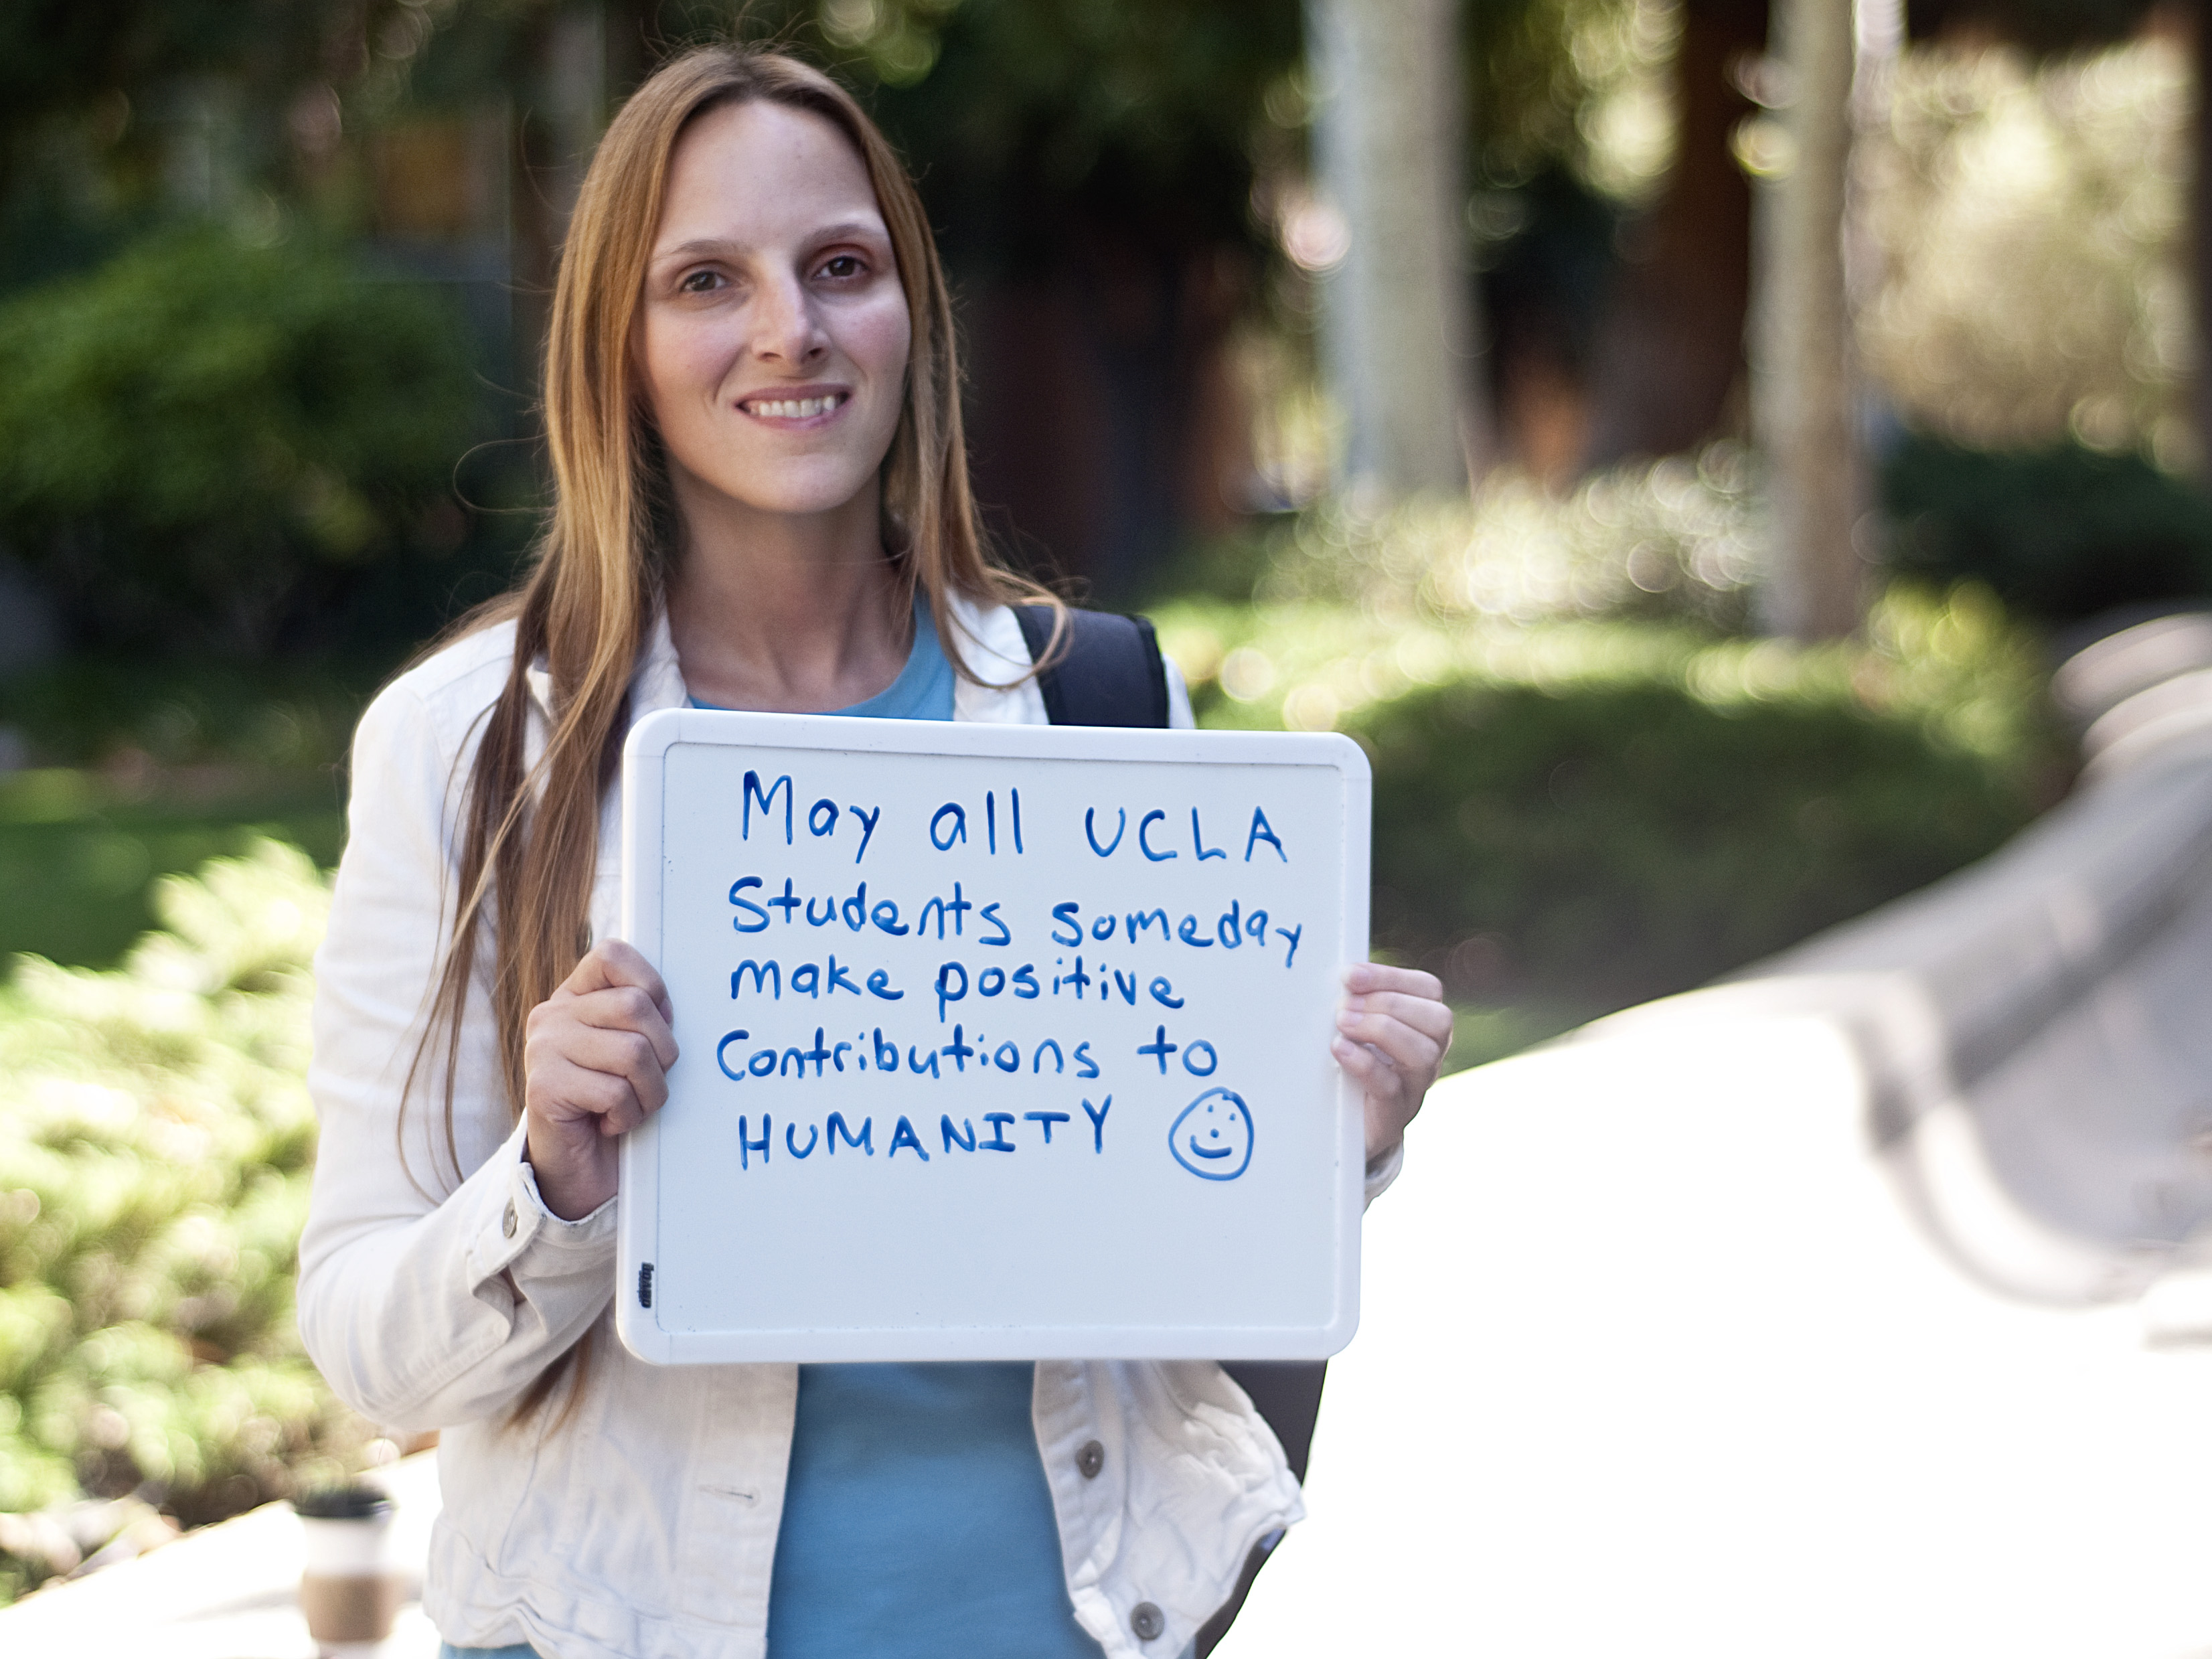 May all UCLA
Students someday
make positive
Contributions to
HUMANITY